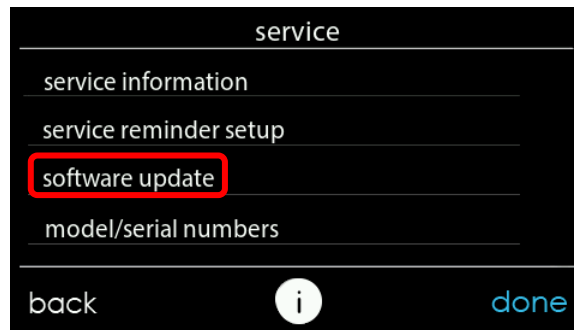 service
service information
service reminder setup
software update
model/serial numbers
back i done